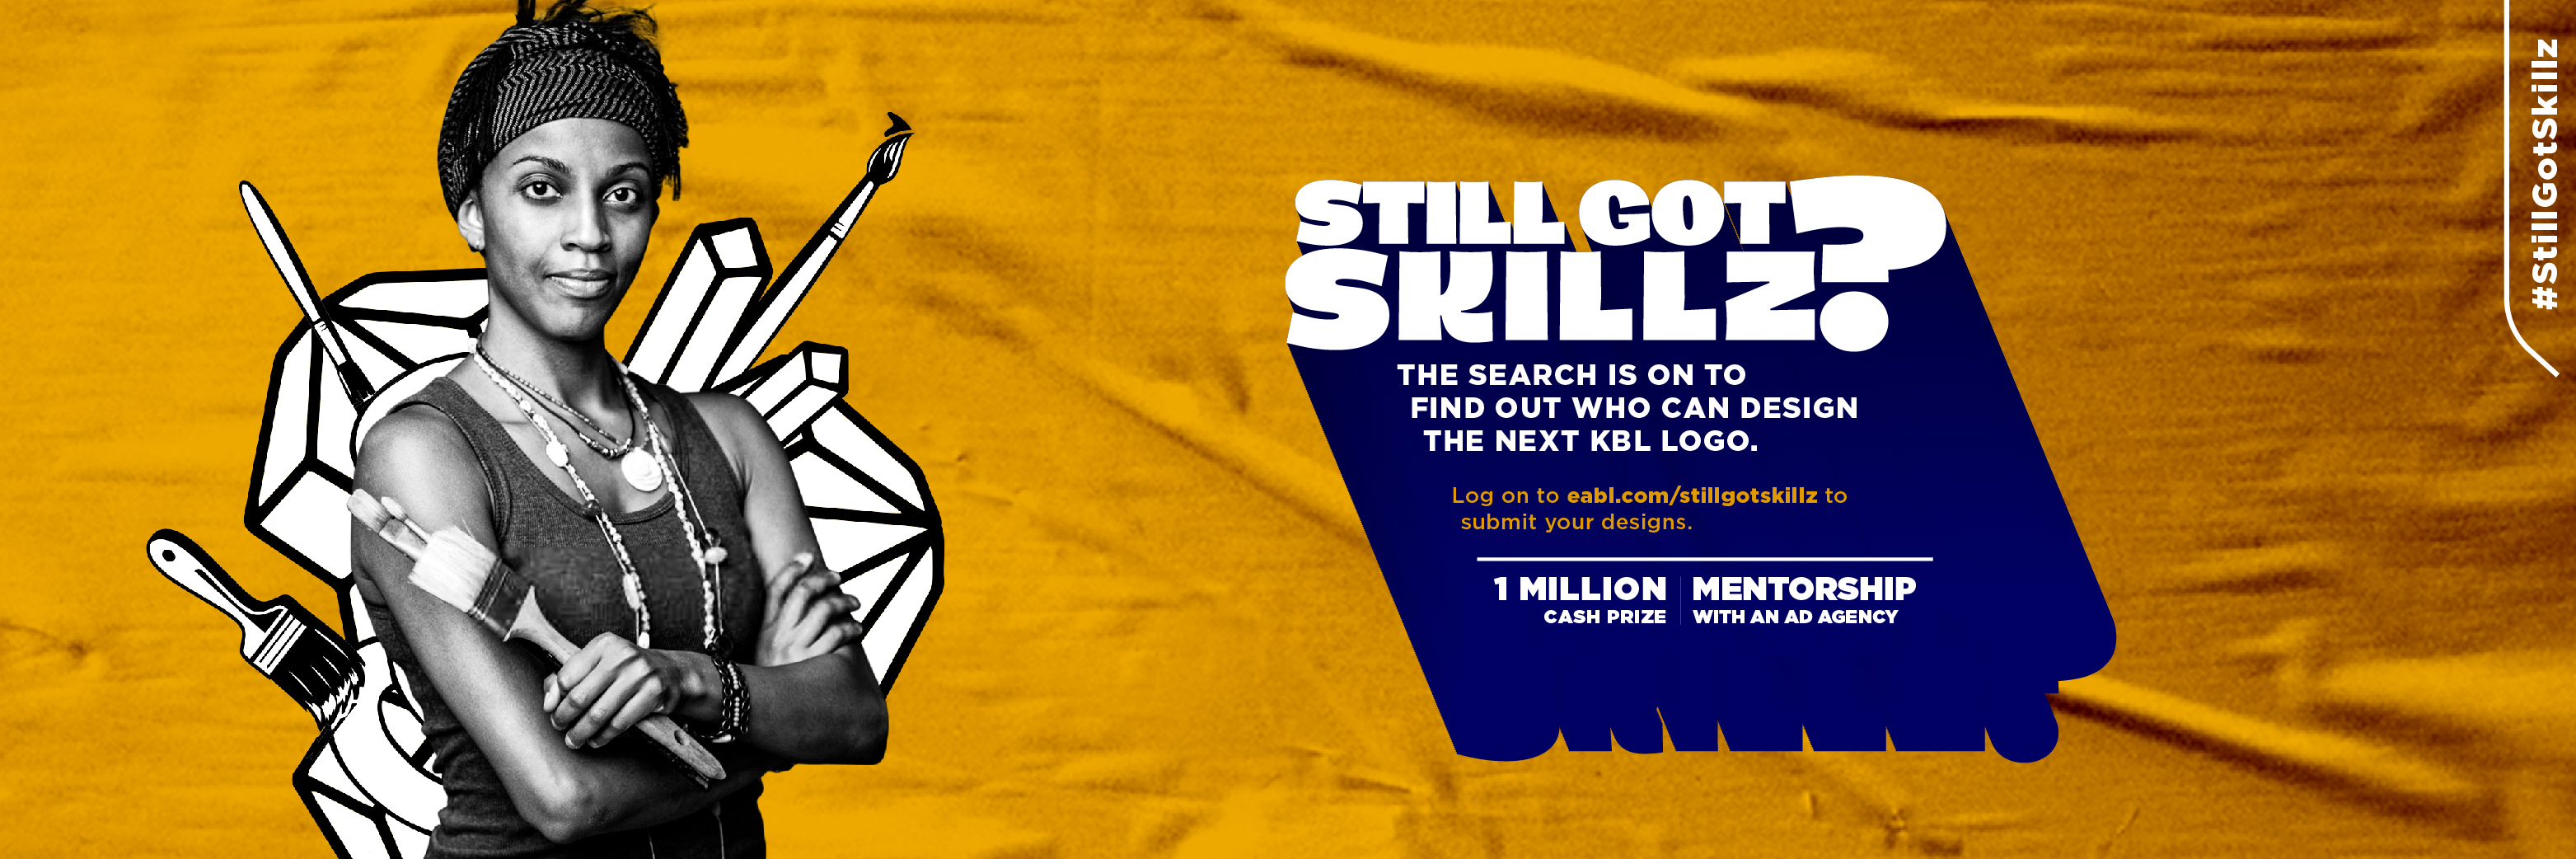 STILL GOT
SKILLZ?
THE SEARCH IS ON TO
FIND OUT WHO CAN DESIGN
THE NEXT KBL LOGO.
Log on to eabl.com/stillgotskillz to
submit your designs.
1 MILLION
CASH PRIZE
MENTORSHIP
WITH AN AD AGENCY
#StillGotSkillz